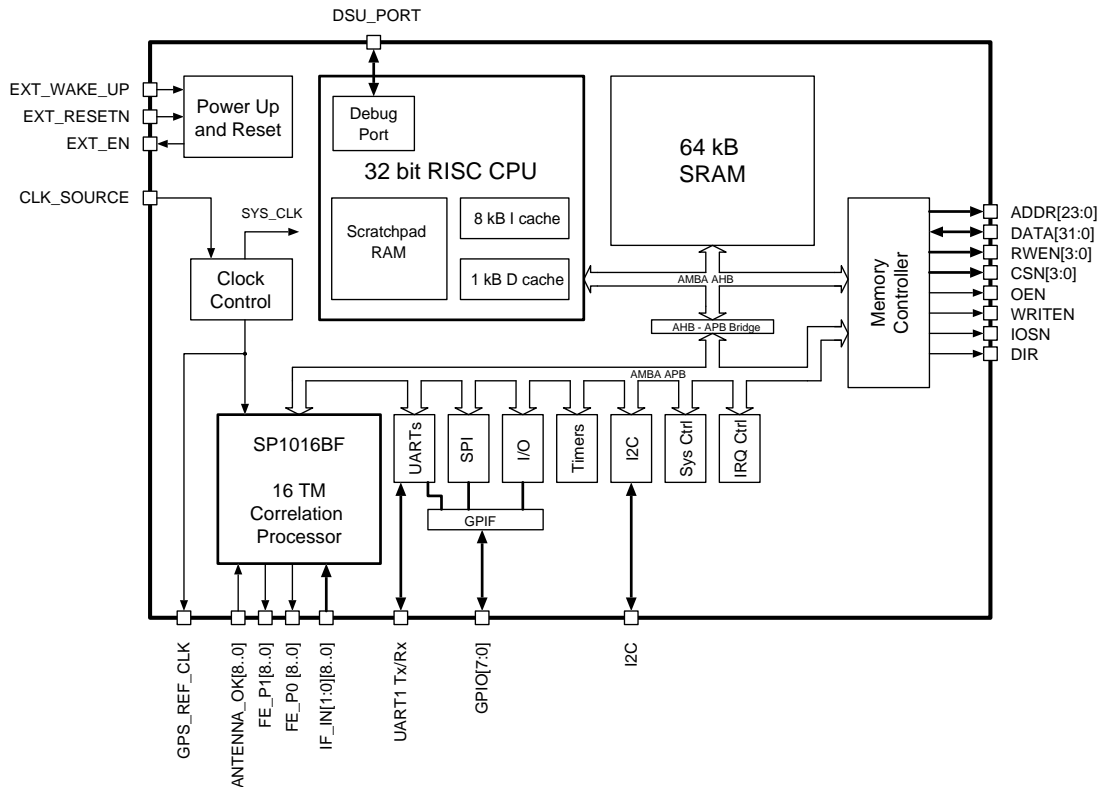 DSU_PORT
EXT_WAKE_UP
EXT_RESETN
EXT_EN
CLK_SOURCE
Power Up
and Reset
SYS_CLK
Clock
Control
Debug
Port
32 bit RISC CPU
Scratchpad
RAM
8 kB I cache
1 kB D cache
64 kB
SRAM
AMBA AHB
AHB - APB Bridge
AMBA APB
Memory
Controller
ADDR[23:0]
DATA[31:0]
RWEN[3:0]
CSN[3:0]
OEN
WRITEN
IOSN
DIR
SP1016BF
16 TM
Correlation
Processor
UARTs
SPI
I/O
Timers
I2C
Sys Ctrl
IRQ Ctrl
GPIF
GPS_REF_CLK
ANTENNA_OK[8..0]
FE_P1[8..0]
FE_P0 [8..0]
IF_IN[1:0][8..0]
UART1 Tx/Rx
GPIO[7:0]
I2C